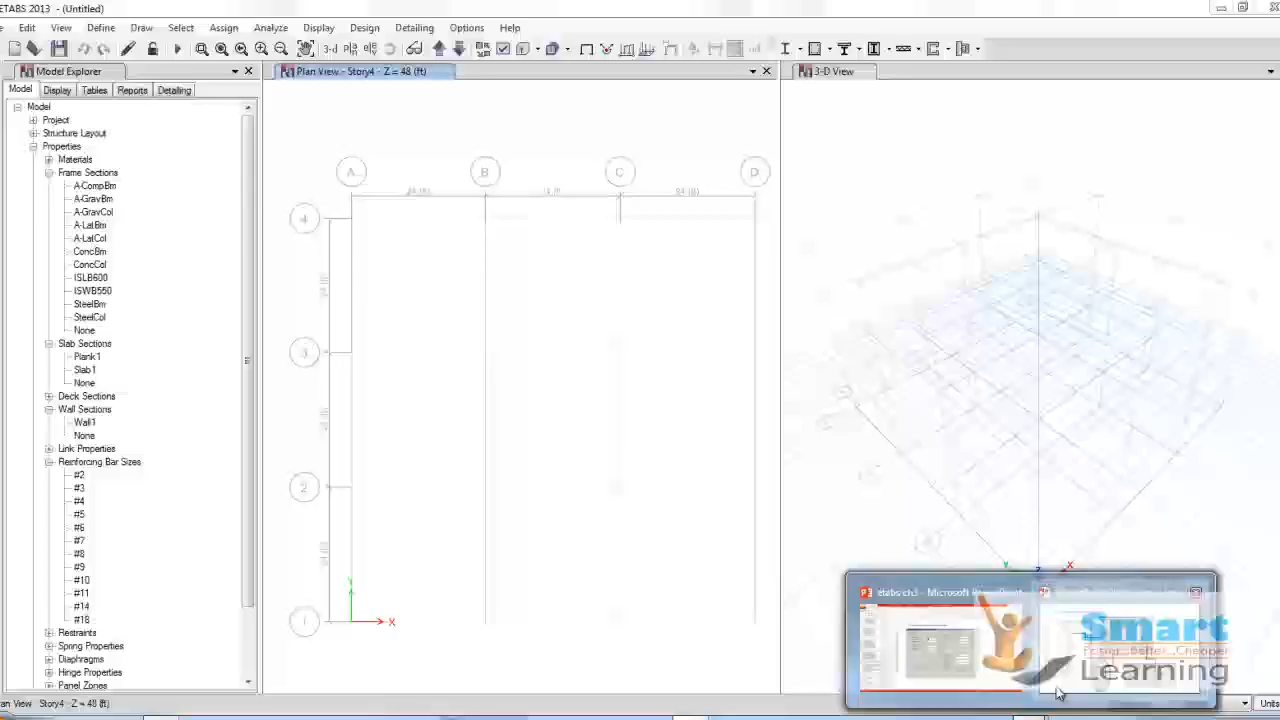 ETABS 2013 - (Untitled)
Edit View Define Draw Select Assign Analyze Display Design Detailing Options Help
3-d
Model Explorer
Plan View - Story4 - Z = 48 (ft)
3-D View
Model Display Tables Reports Detailing
Model
Project
Structure Layout
Properties
Materials
Frame Sections
A-CompBm
A-GravBm
A-GravCol
A-LatBm
A-LatCol
ConcBm
ConcCol
ISLB600
ISWB550
SteelBm
SteelCol
None
Slab Sections
Plank1
Slab1
None
Deck Sections
Wall Sections
Wall1
None
Link Properties
Reinforcing Bar Sizes
#2
#3
#4
#5
#6
#7
#8
#9
#10
#11
#14
#18
Restraints
Spring Properties
Diaphragms
Hinge Properties
Panel Zones
A B C D
4
3
2
1
Y
X
Y Z X
etabs ch3 - Microsoft PowerPoint
Smart
Learning
an View Story4 - Z = 48 (ft)
Units